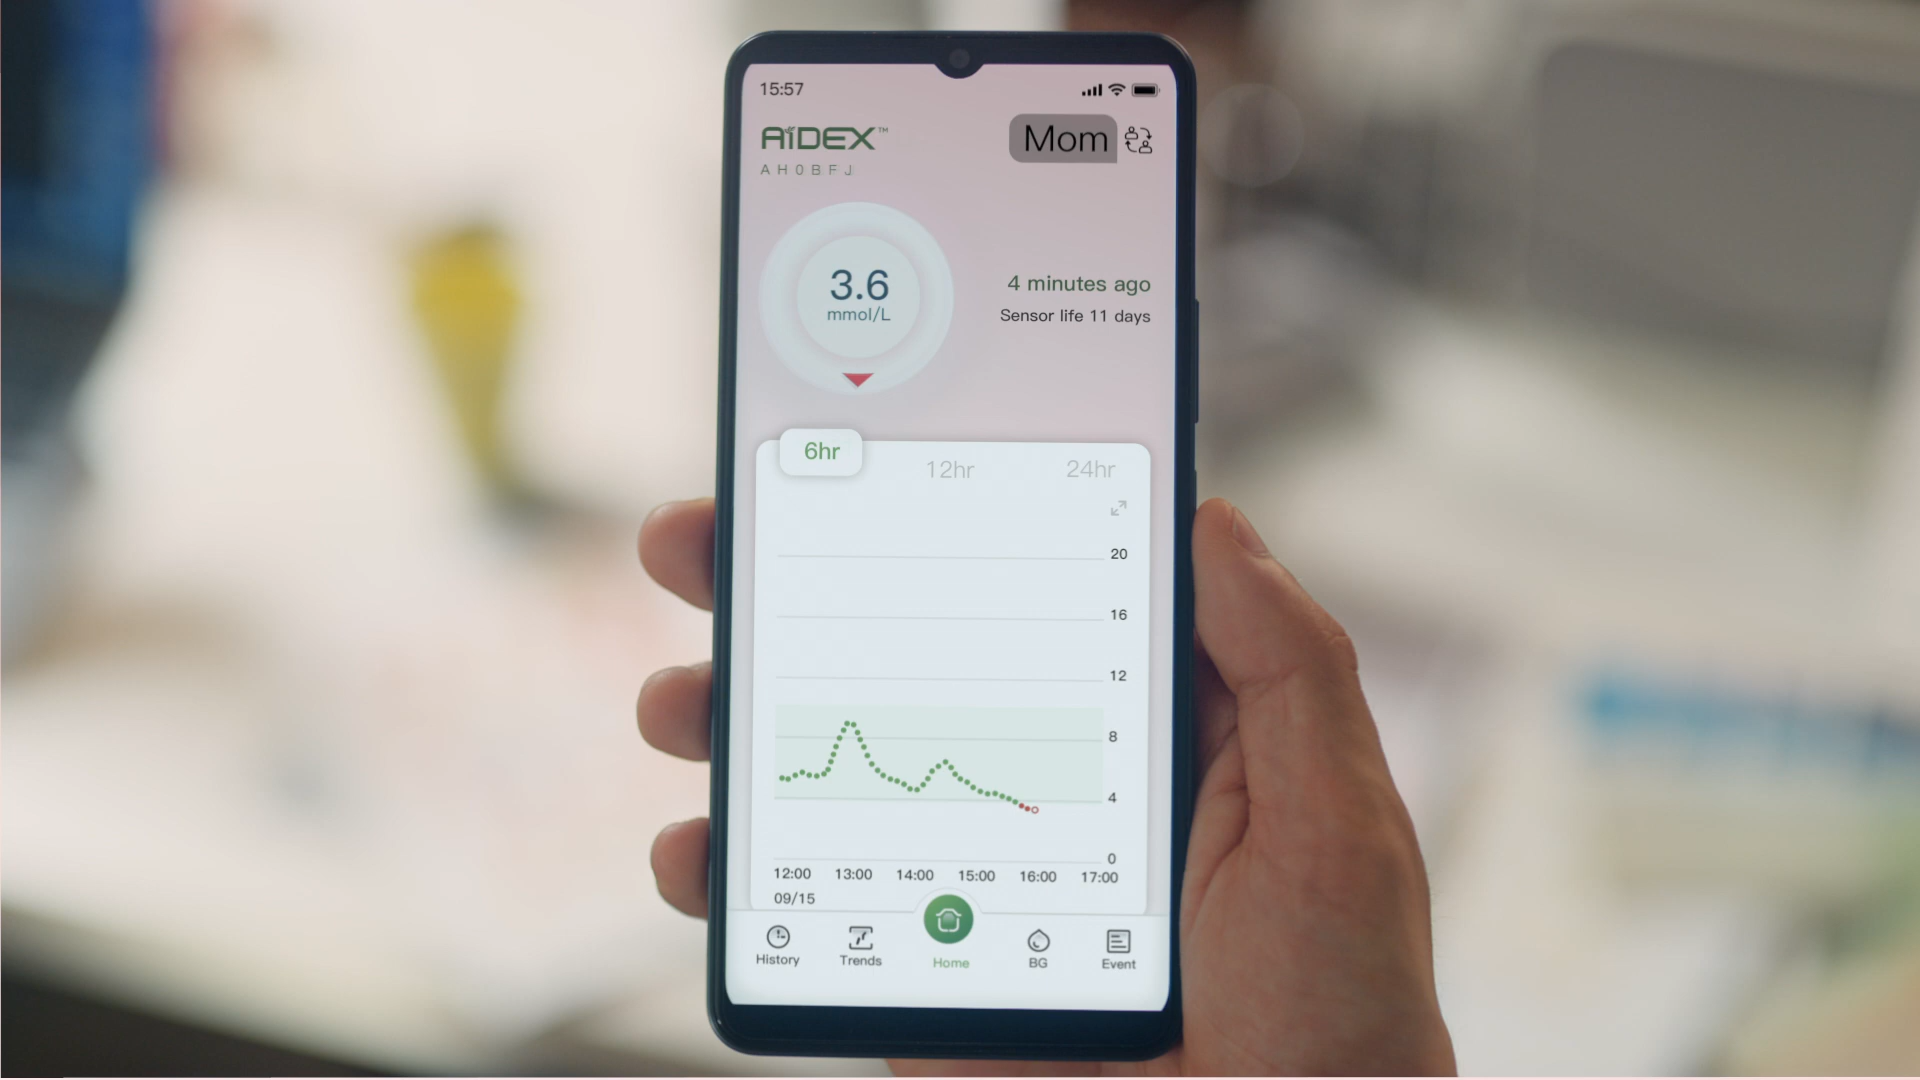 15:57
AiDEX™
Mom
AH0BFJ
3.6
mmol/L
4 minutes ago
Sensor life 11 days
6hr
12hr
24hr
20
16
12
8
4
0
12:00 13:00 14:00 15:00 16:00 17:00
09/15
History
Trends
Home
BG
Event